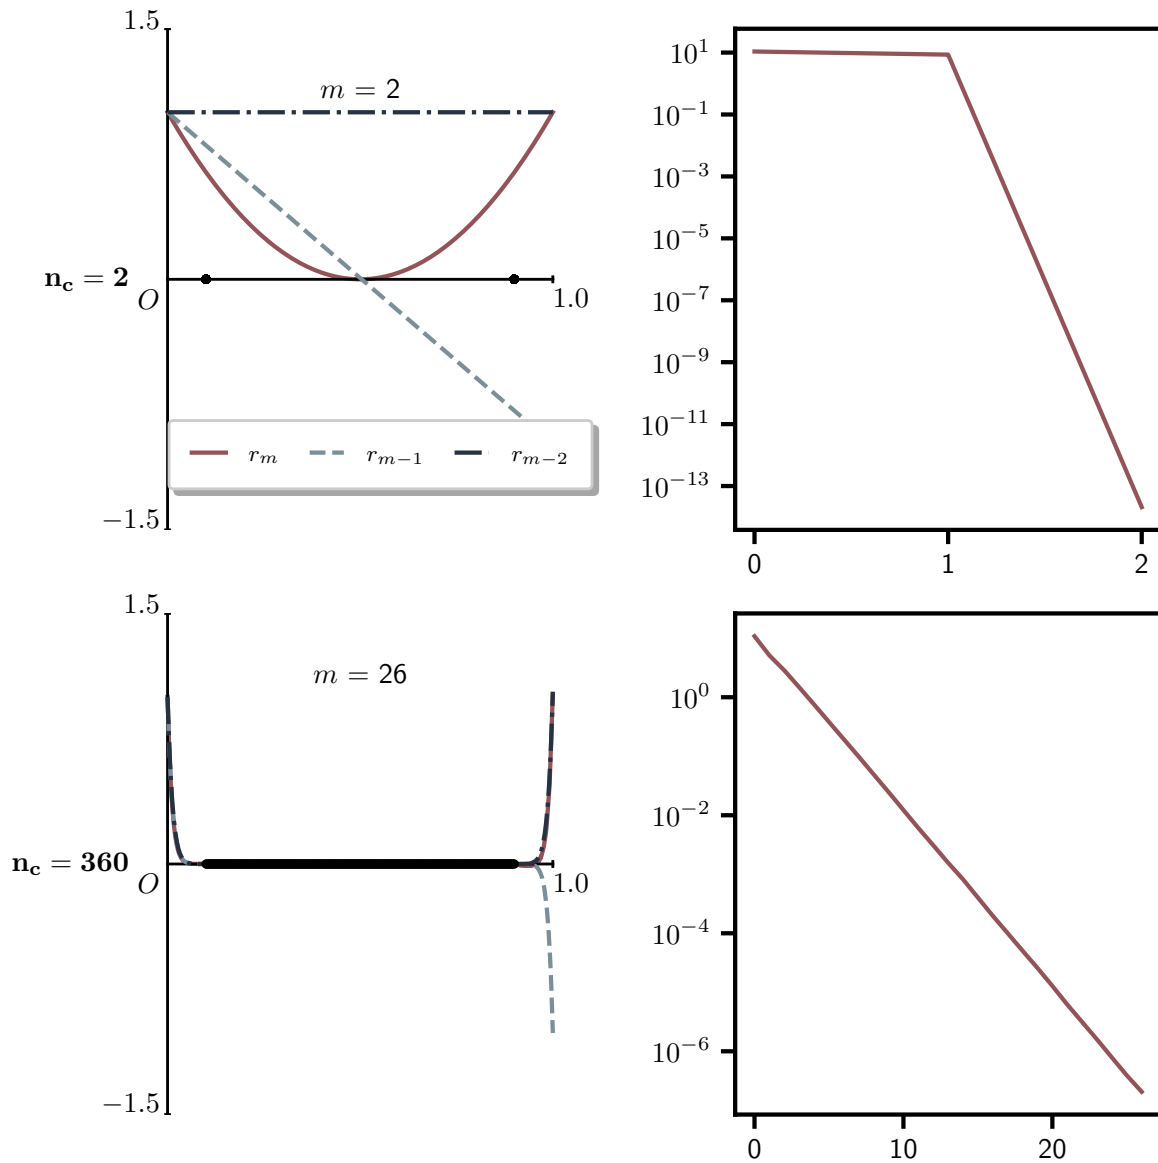 1.5
m = 2
n_c = 2
O
1.0
r_m r_{m−1} r_{m−2}
−1.5
10^1
10^{−1}
10^{−3}
10^{−5}
10^{−7}
10^{−9}
10^{−11}
10^{−13}
0 1 2
1.5
m = 26
n_c = 360
O
1.0
−1.5
10^0
10^{−2}
10^{−4}
10^{−6}
0 10 20